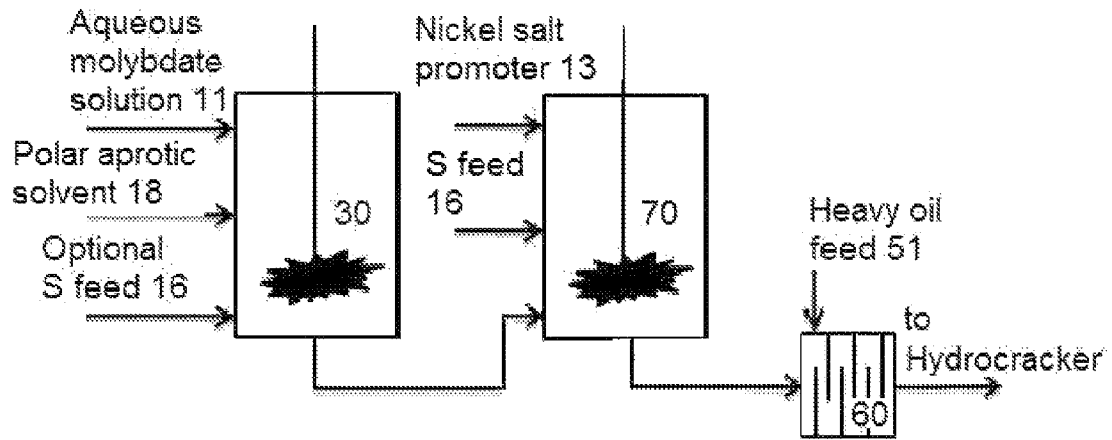 Aqueous
molybdate
solution 11
Polar aprotic
solvent 18
Optional
S feed 16
30
Nickel salt
promoter 13
S feed
16
70
Heavy oil
feed 51
60
to
Hydrocracker